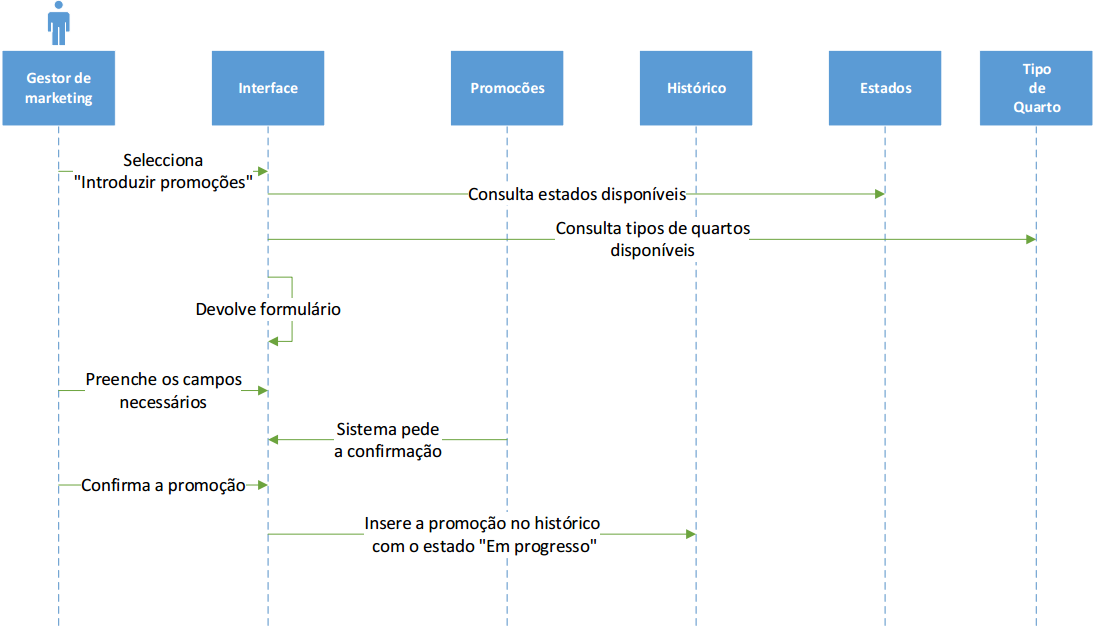 Gestor de
marketing
Interface
Promocões
Histórico
Estados
Tipo
de
Quarto
Selecciona
"Introduzir promoções"
Consulta estados disponíveis
Consulta tipos de quartos
disponíveis
Devolve formulário
Preenche os campos
necessários
Sistema pede
a confirmação
Confirma a promoção
Insere a promoção no histórico
com o estado "Em progresso"